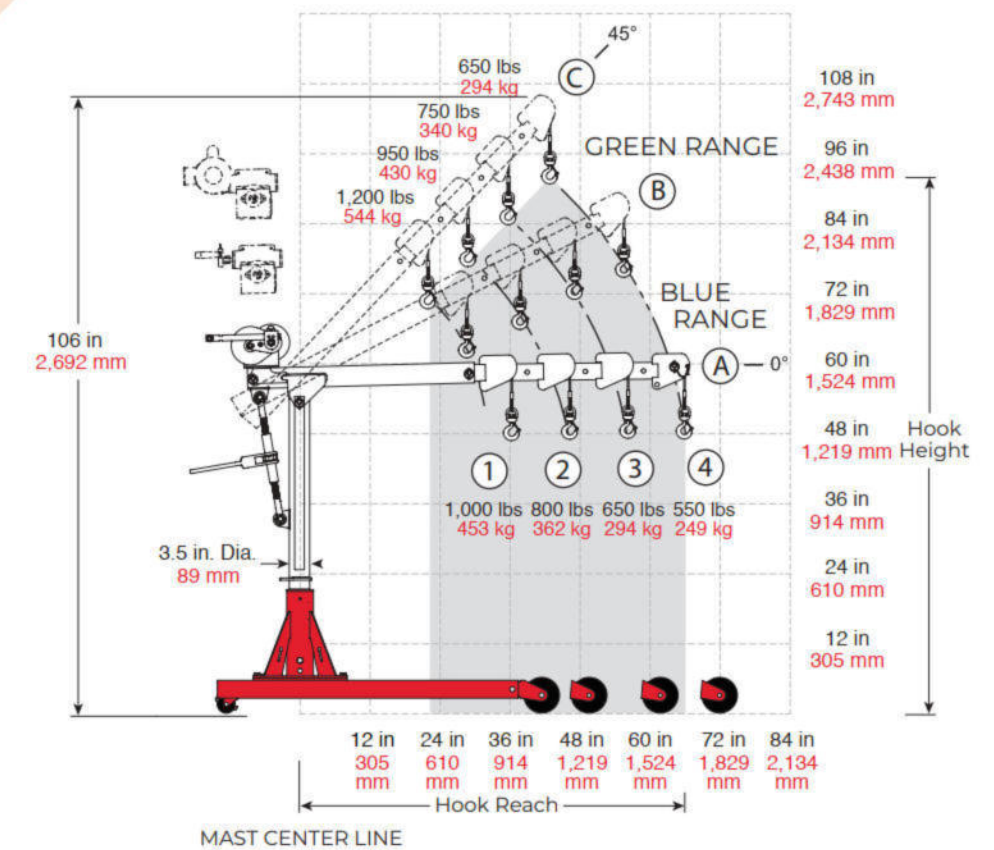 45°
650 lbs
294 kg
C
750 lbs
340 kg
950 lbs
430 kg
1,200 lbs
544 kg
GREEN RANGE
B
BLUE
RANGE
A
0°
106 in
2,692 mm
108 in
2,743 mm
96 in
2,438 mm
84 in
2,134 mm
72 in
1,829 mm
60 in
1,524 mm
48 in
1,219 mm
36 in
914 mm
24 in
610 mm
12 in
305 mm
Hook
Height
1 2 3 4
1,000 lbs 800 lbs 650 lbs 550 lbs
453 kg 362 kg 294 kg 249 kg
3.5 in. Dia.
89 mm
12 in 24 in 36 in 48 in 60 in 72 in 84 in
305 610 914 1,219 1,524 1,829 2,134
mm mm mm mm mm mm mm
Hook Reach
MAST CENTER LINE